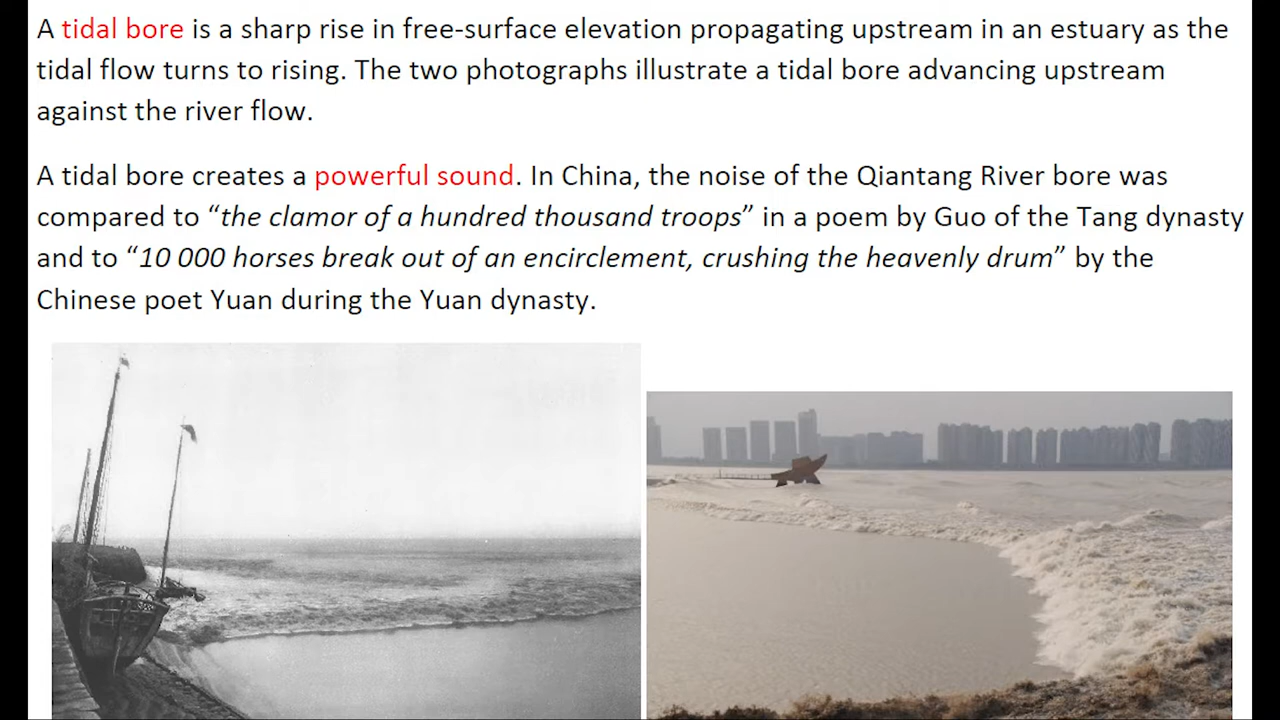 A tidal bore is a sharp rise in free-surface elevation propagating upstream in an estuary as the
tidal flow turns to rising. The two photographs illustrate a tidal bore advancing upstream
against the river flow.
A tidal bore creates a powerful sound. In China, the noise of the Qiantang River bore was
compared to “the clamor of a hundred thousand troops” in a poem by Guo of the Tang dynasty
and to “10 000 horses break out of an encirclement, crushing the heavenly drum” by the
Chinese poet Yuan during the Yuan dynasty.